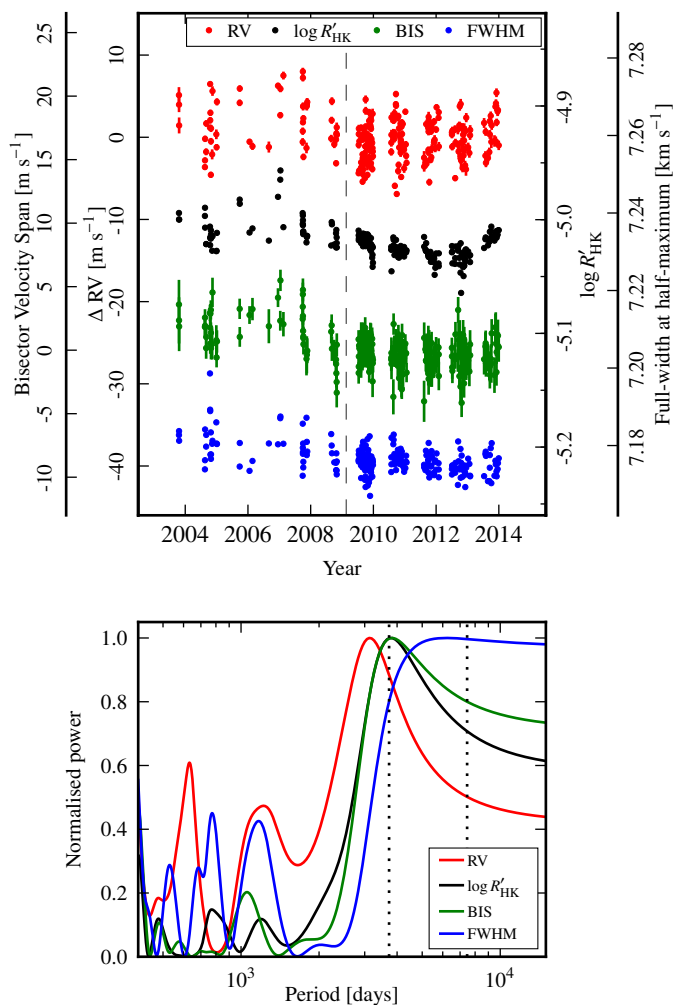 RV log R′HK BIS FWHM
25
20
15
10
5
0
-5
-10
Bisector Velocity Span [m s⁻¹]
10
0
-10
-20
-30
-40
Δ RV [m s⁻¹]
-4.9
-5.0
-5.1
-5.2
log R′HK
7.28
7.26
7.24
7.22
7.20
7.18
Full-width at half-maximum [km s⁻¹]
2004 2006 2008 2010 2012 2014
Year
1.0
0.8
0.6
0.4
0.2
0.0
Normalised power
RV
log R′HK
BIS
FWHM
10³ 10⁴
Period [days]